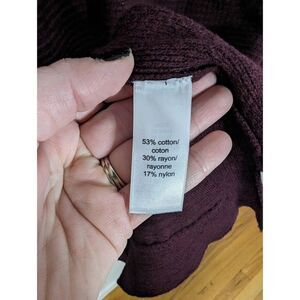 53% cotton/
coton
30% rayon/
rayonne
17% nylon